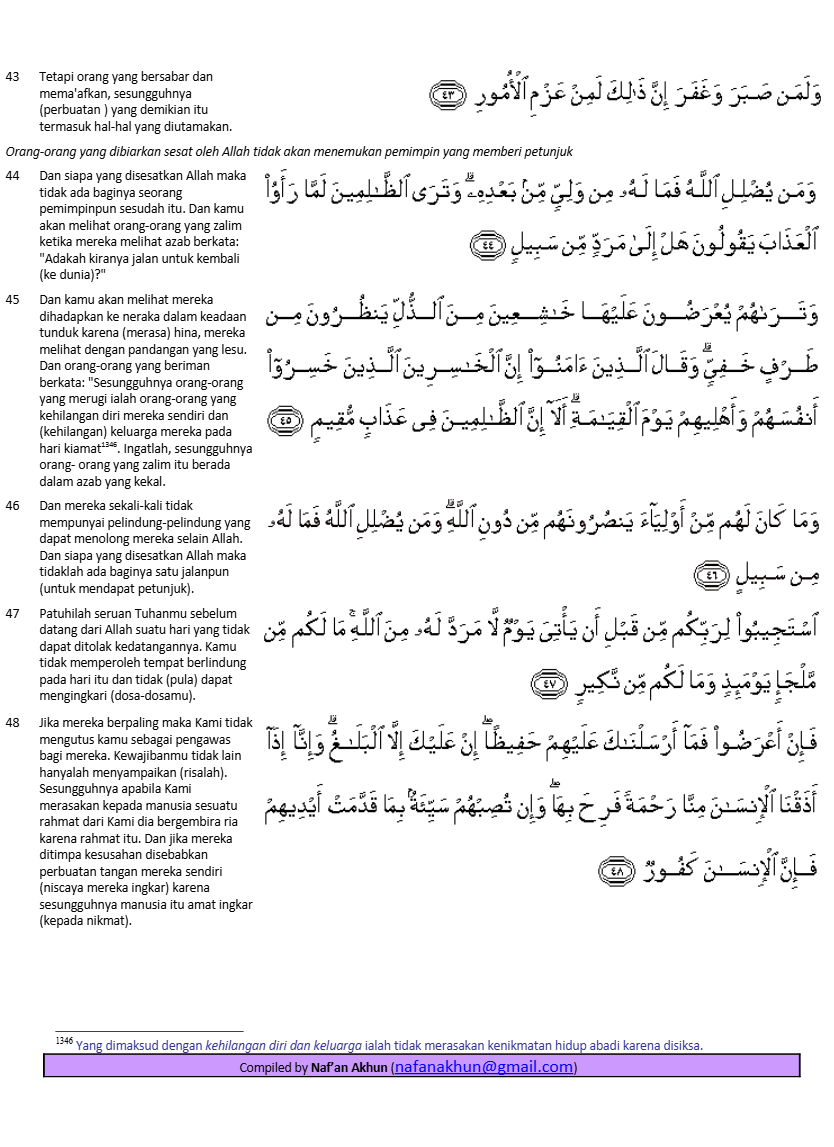 43 Tetapi orang yang bersabar dan
mema'afkan, sesungguhnya
(perbuatan ) yang demikian itu
termasuk hal-hal yang diutamakan.
وَلَمَن صَبَرَ وَغَفَرَ إِنَّ ذَٰلِكَ لَمِنْ عَزْمِ ٱلْأُمُورِ ٤٣
Orang-orang yang dibiarkan sesat oleh Allah tidak akan menemukan pemimpin yang memberi petunjuk
44 Dan siapa yang disesatkan Allah maka
tidak ada baginya seorang
pemimpinpun sesudah itu. Dan kamu
akan melihat orang-orang yang zalim
ketika mereka melihat azab berkata:
"Adakah kiranya jalan untuk kembali
(ke dunia)?"
وَمَن يُضْلِلِ ٱللَّهُ فَمَا لَهُۥ مِن وَلِىٍّ مِّنۢ بَعْدِهِۦ ۗ وَتَرَى ٱلظَّٰلِمِينَ لَمَّا رَأَوُا۟
ٱلْعَذَابَ يَقُولُونَ هَلْ إِلَىٰ مَرَدٍّ مِّن سَبِيلٍ ٤٤
45 Dan kamu akan melihat mereka
dihadapkan ke neraka dalam keadaan
tunduk karena (merasa) hina, mereka
melihat dengan pandangan yang lesu.
Dan orang-orang yang beriman
berkata: "Sesungguhnya orang-orang
yang merugi ialah orang-orang yang
kehilangan diri mereka sendiri dan
(kehilangan) keluarga mereka pada
hari kiamat1346. Ingatlah, sesungguhnya
orang- orang yang zalim itu berada
dalam azab yang kekal.
وَتَرَىٰهُمْ يُعْرَضُونَ عَلَيْهَا خَٰشِعِينَ مِنَ ٱلذُّلِّ يَنظُرُونَ مِن
طَرْفٍ خَفِىٍّ ۗ وَقَالَ ٱلَّذِينَ ءَامَنُوٓا۟ إِنَّ ٱلْخَٰسِرِينَ ٱلَّذِينَ خَسِرُوٓا۟
أَنفُسَهُمْ وَأَهْلِيهِمْ يَوْمَ ٱلْقِيَٰمَةِ ۗ أَلَآ إِنَّ ٱلظَّٰلِمِينَ فِى عَذَابٍ مُّقِيمٍ ٤٥
46 Dan mereka sekali-kali tidak
mempunyai pelindung-pelindung yang
dapat menolong mereka selain Allah.
Dan siapa yang disesatkan Allah maka
tidaklah ada baginya satu jalanpun
(untuk mendapat petunjuk).
وَمَا كَانَ لَهُم مِّنْ أَوْلِيَآءَ يَنصُرُونَهُم مِّن دُونِ ٱللَّهِ ۗ وَمَن يُضْلِلِ ٱللَّهُ فَمَا لَهُۥ
مِن سَبِيلٍ ٤٦
47 Patuhilah seruan Tuhanmu sebelum
datang dari Allah suatu hari yang tidak
dapat ditolak kedatangannya. Kamu
tidak memperoleh tempat berlindung
pada hari itu dan tidak (pula) dapat
mengingkari (dosa-dosamu).
ٱسْتَجِيبُوا۟ لِرَبِّكُم مِّن قَبْلِ أَن يَأْتِىَ يَوْمٌ لَّا مَرَدَّ لَهُۥ مِنَ ٱللَّهِ ۚ مَا لَكُم مِّن
مَّلْجَإٍ يَوْمَئِذٍ وَمَا لَكُم مِّن نَّكِيرٍ ٤٧
48 Jika mereka berpaling maka Kami tidak
mengutus kamu sebagai pengawas
bagi mereka. Kewajibanmu tidak lain
hanyalah menyampaikan (risalah).
Sesungguhnya apabila Kami
merasakan kepada manusia sesuatu
rahmat dari Kami dia bergembira ria
karena rahmat itu. Dan jika mereka
ditimpa kesusahan disebabkan
perbuatan tangan mereka sendiri
(niscaya mereka ingkar) karena
sesungguhnya manusia itu amat ingkar
(kepada nikmat).
فَإِنْ أَعْرَضُوا۟ فَمَآ أَرْسَلْنَٰكَ عَلَيْهِمْ حَفِيظًا ۖ إِنْ عَلَيْكَ إِلَّا ٱلْبَلَٰغُ ۗ وَإِنَّآ إِذَآ
أَذَقْنَا ٱلْإِنسَٰنَ مِنَّا رَحْمَةً فَرِحَ بِهَا ۖ وَإِن تُصِبْهُمْ سَيِّئَةٌۢ بِمَا قَدَّمَتْ أَيْدِيهِمْ
فَإِنَّ ٱلْإِنسَٰنَ كَفُورٌ ٤٨
1346 Yang dimaksud dengan kehilangan diri dan keluarga ialah tidak merasakan kenikmatan hidup abadi karena disiksa.
Compiled by Naf’an Akhun (nafanakhun@gmail.com)